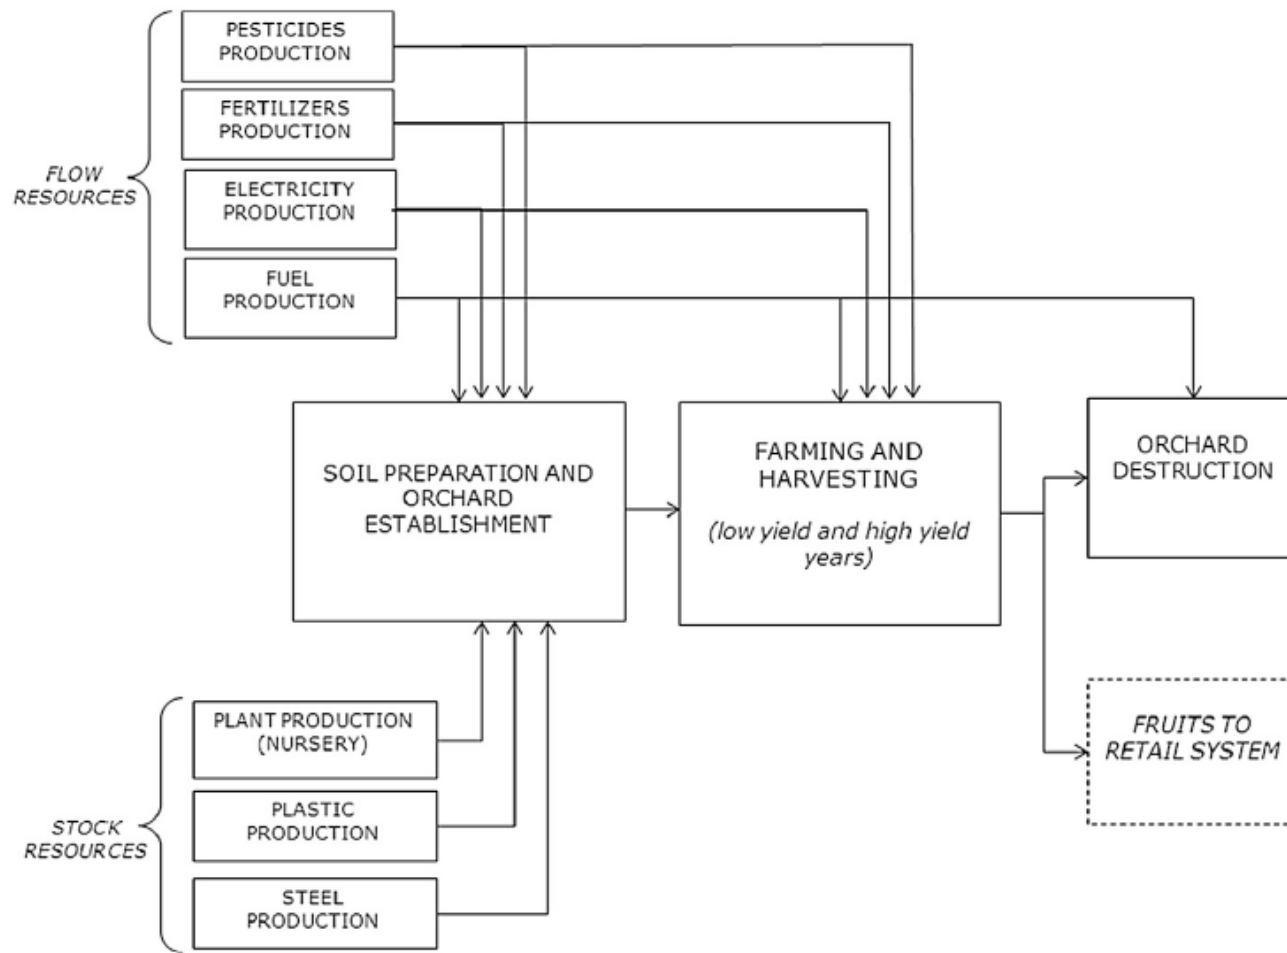 PESTICIDES
PRODUCTION
FERTILIZERS
PRODUCTION
FLOW
RESOURCES
ELECTRICITY
PRODUCTION
FUEL
PRODUCTION
SOIL PREPARATION AND
ORCHARD
ESTABLISHMENT
FARMING AND
HARVESTING
(low yield and high yield
years)
ORCHARD
DESTRUCTION
FRUITS TO
RETAIL SYSTEM
STOCK
RESOURCES
PLANT PRODUCTION
(NURSERY)
PLASTIC
PRODUCTION
STEEL
PRODUCTION